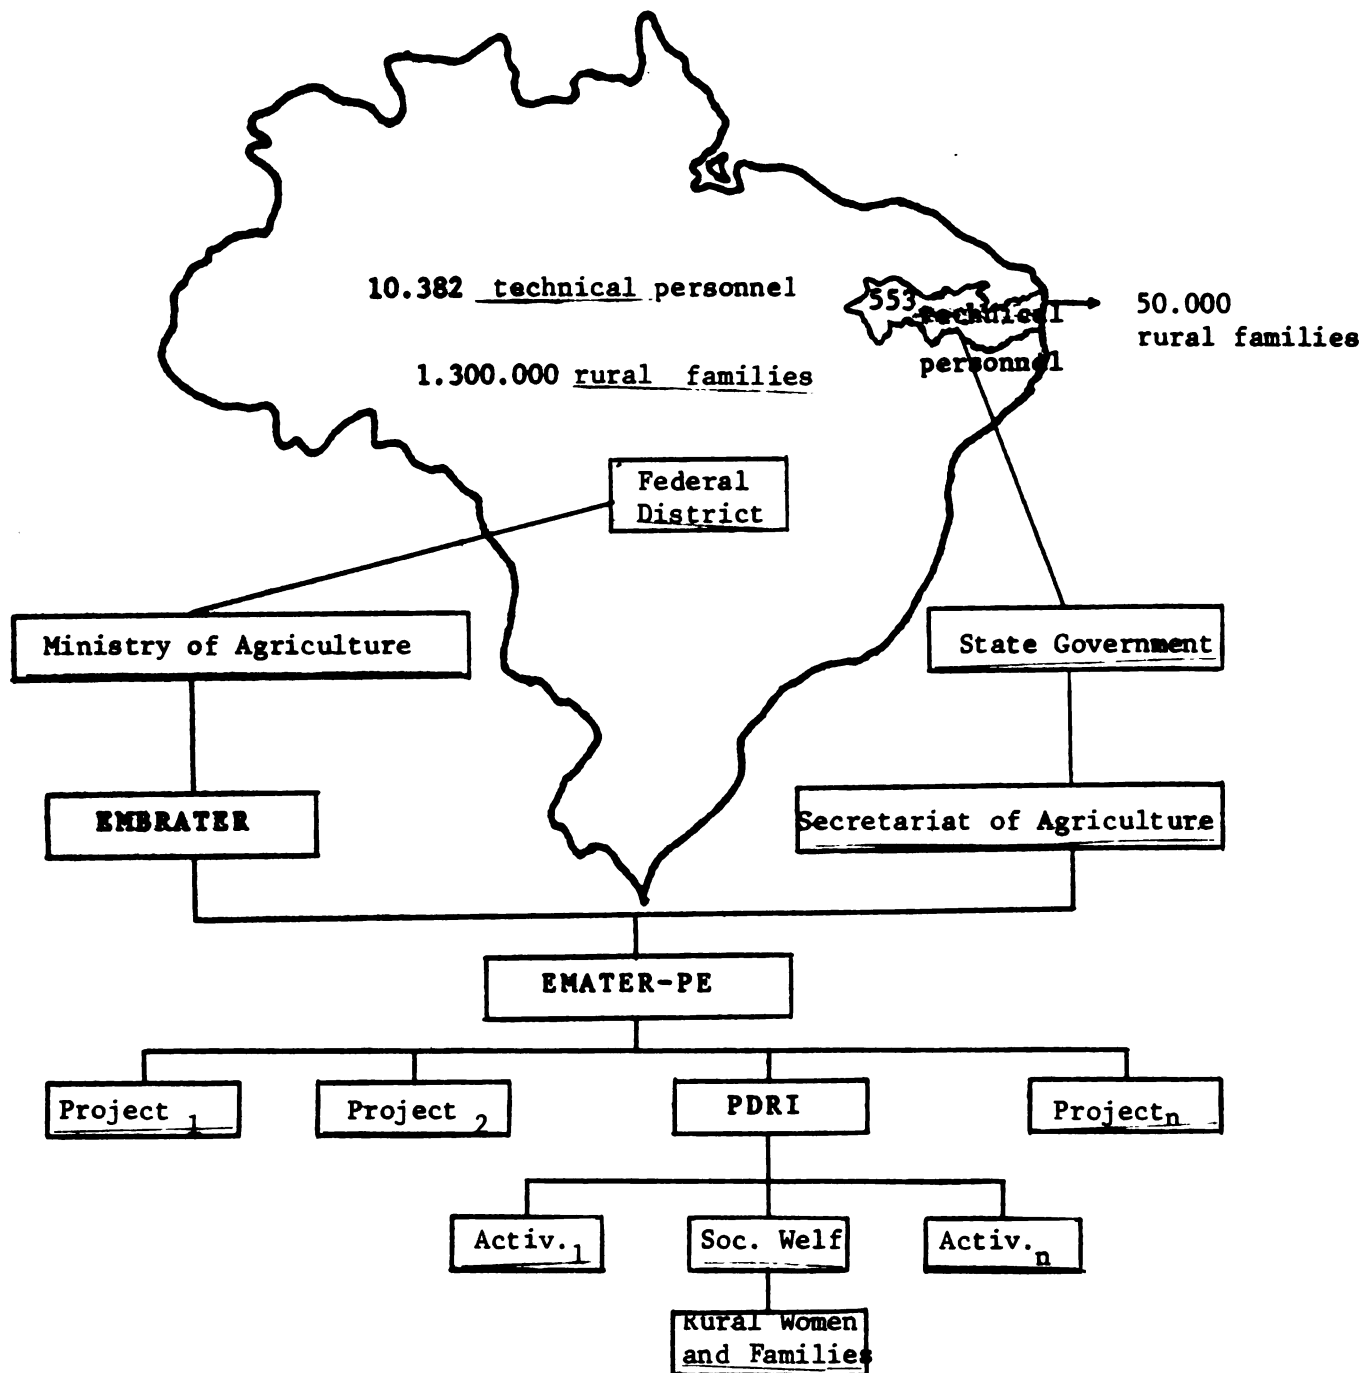 10.382 technical personnel
553 technical
personnel
50.000
rural families
1.300.000 rural families
Federal
District
Ministry of Agriculture
State Government
EMBRATER
Secretariat of Agriculture
EMATER-PE
Project 1
Project 2
PDRI
Project n
Activ. 1
Soc. Welf
Activ. n
Rural Women
and Families